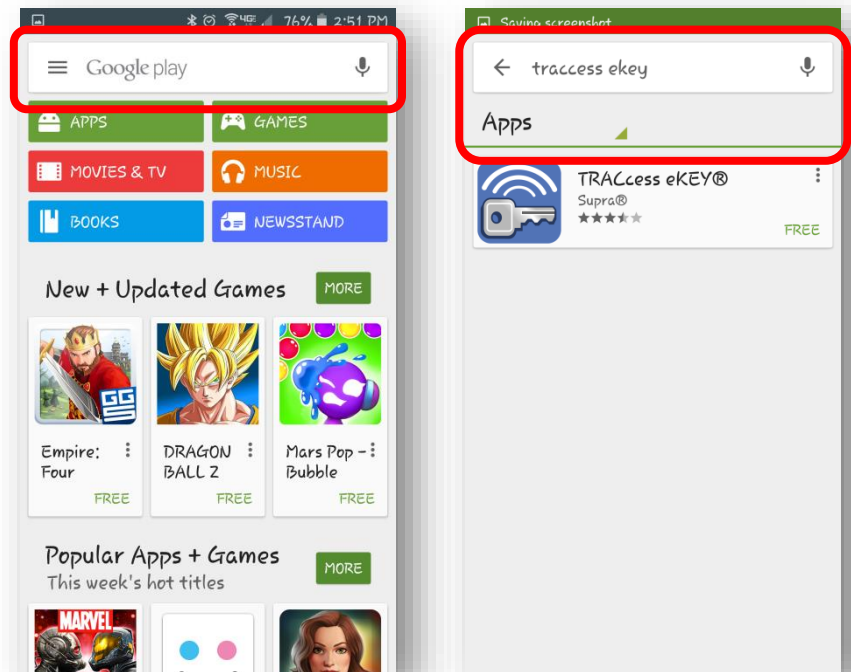 76% 2:51 PM
Google play
APPS
GAMES
MOVIES & TV
MUSIC
BOOKS
NEWSSTAND
New + Updated Games
MORE
Empire:
Four
FREE
DRAGON
BALL Z
FREE
Mars Pop -
Bubble
FREE
Popular Apps + Games
This week's hot titles
MORE
MARVEL
Saving screenshot
traccess ekey
Apps
TRACcess eKEY®
Supra®
FREE